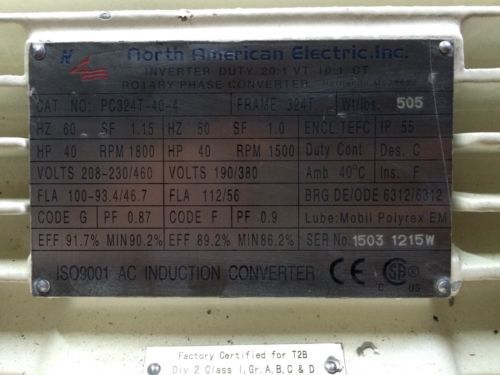 North American Electric.Inc.
INVERTER DUTY 20:1 VT 10:1 CT
ROTARY PHASE CONVERTER
CAT NO: PC324T-40-4 FRAME 324T Wt/lbs. 505
HZ 60 SF 1.15 HZ 50 SF 1.0 ENCL.TEFC IP 55
HP 40 RPM 1800 HP 40 RPM 1500 Duty Cont Des. C
VOLTS 208-230/460 VOLTS 190/380 Amb 40°C Ins. F
FLA 100-93.4/46.7 FLA 112/56 BRG DE/ODE 6312/6312
CODE G PF 0.87 CODE F PF 0.9 Lube:Mobil Polyrex EM
EFF 91.7% MIN90.2% EFF 89.2% MIN86.2% SER No. 1503 1215W
ISO9001 AC INDUCTION CONVERTER CE SA
C US
Factory Certified for T2B
Div 2 Class I,Gr.A,B,C & D